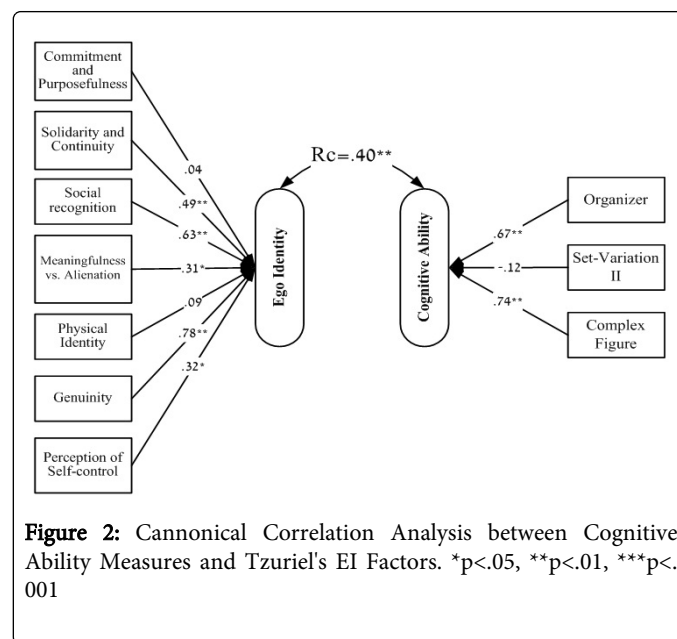 Commitment
and
Purposefulness
Solidarity and
Continuity
Social
recognition
Meaningfulness
vs. Alienation
Physical
Identity
Genuinity
Perception of
Self-control
.04
.49**
.63**
.31*
.09
.78**
.32*
Ego Identity
Rc=.40**
Cognitive Ability
.67**
-.12
.74**
Organizer
Set-Variation
II
Complex
Figure
Figure 2: Cannonical Correlation Analysis between Cognitive
Ability Measures and Tzuriel's EI Factors. *p<.05, **p<.01, ***p<.
001